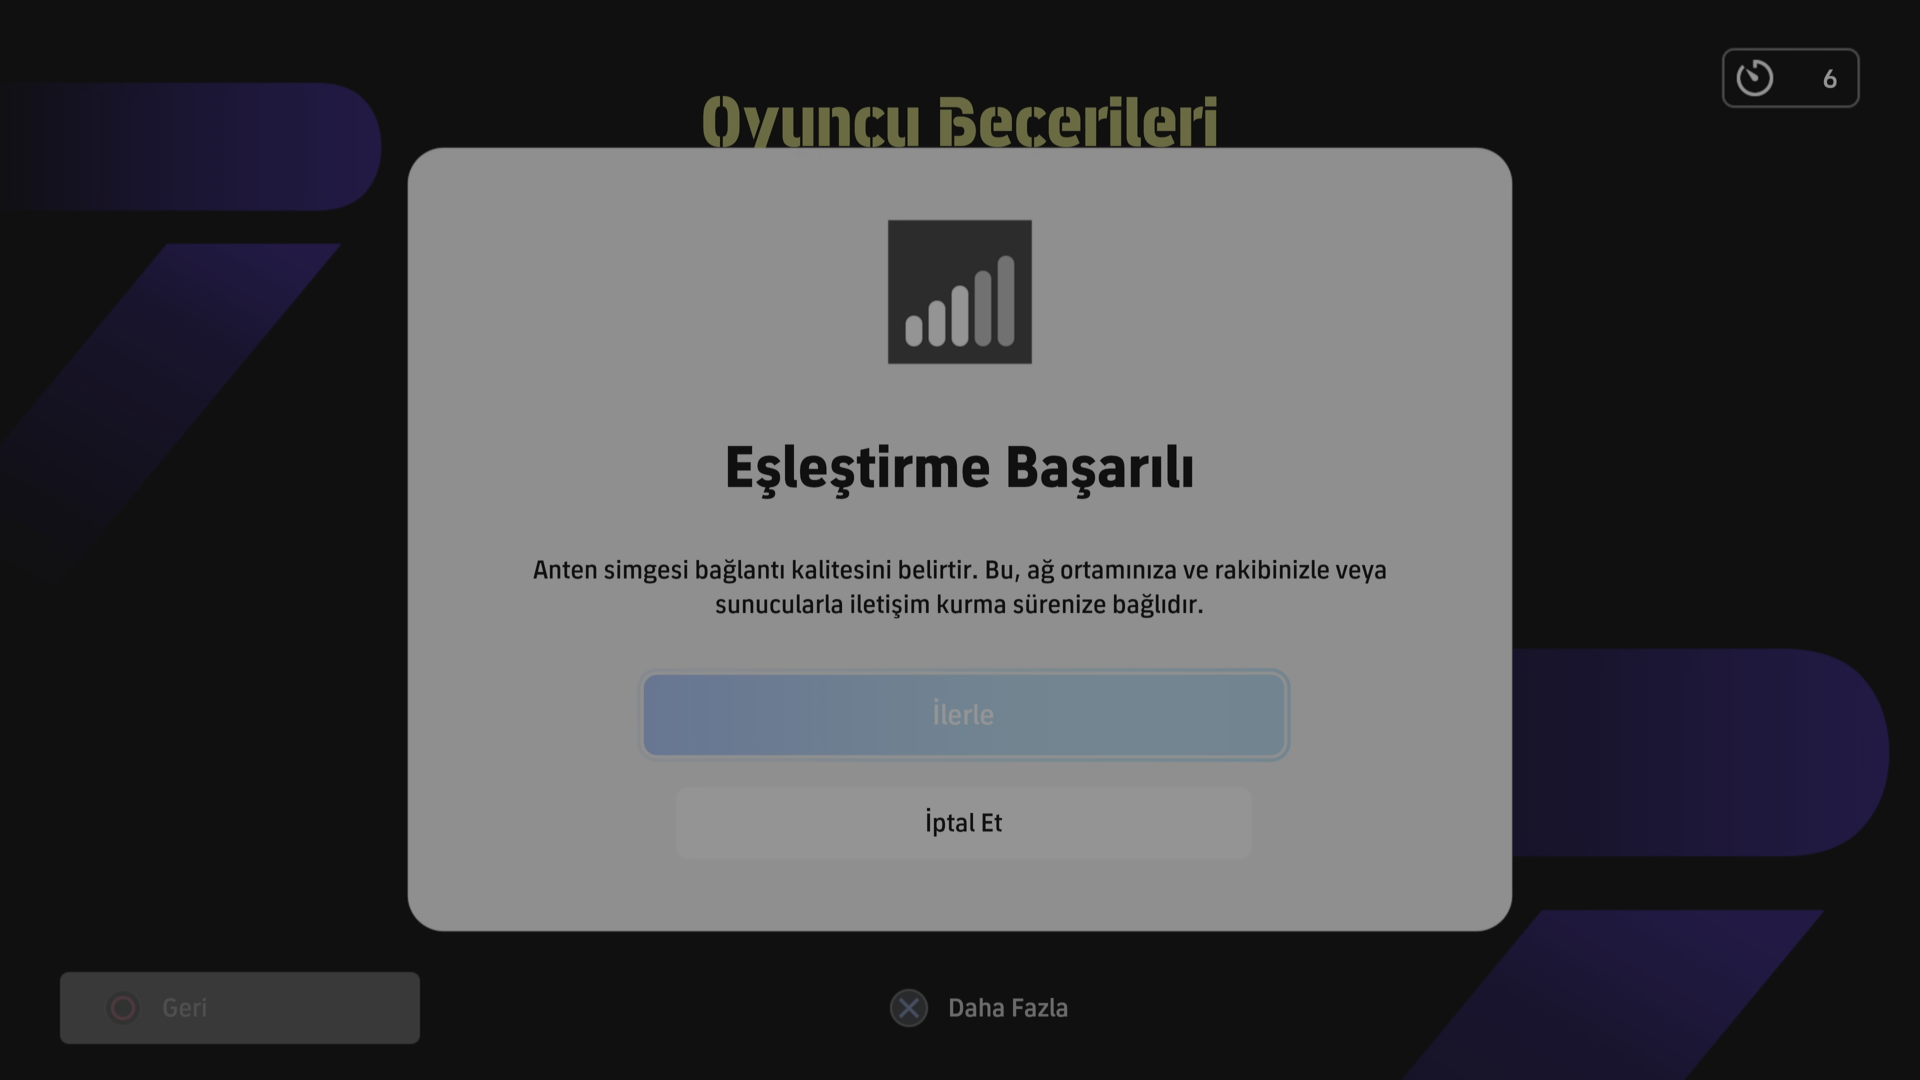 6
Oyuncu Becerileri
Eşleştirme Başarılı
Anten simgesi bağlantı kalitesini belirtir. Bu, ağ ortamınıza ve rakibinizle veya
sunucularla iletişim kurma sürenize bağlıdır.
İlerle
İptal Et
Geri
Daha Fazla